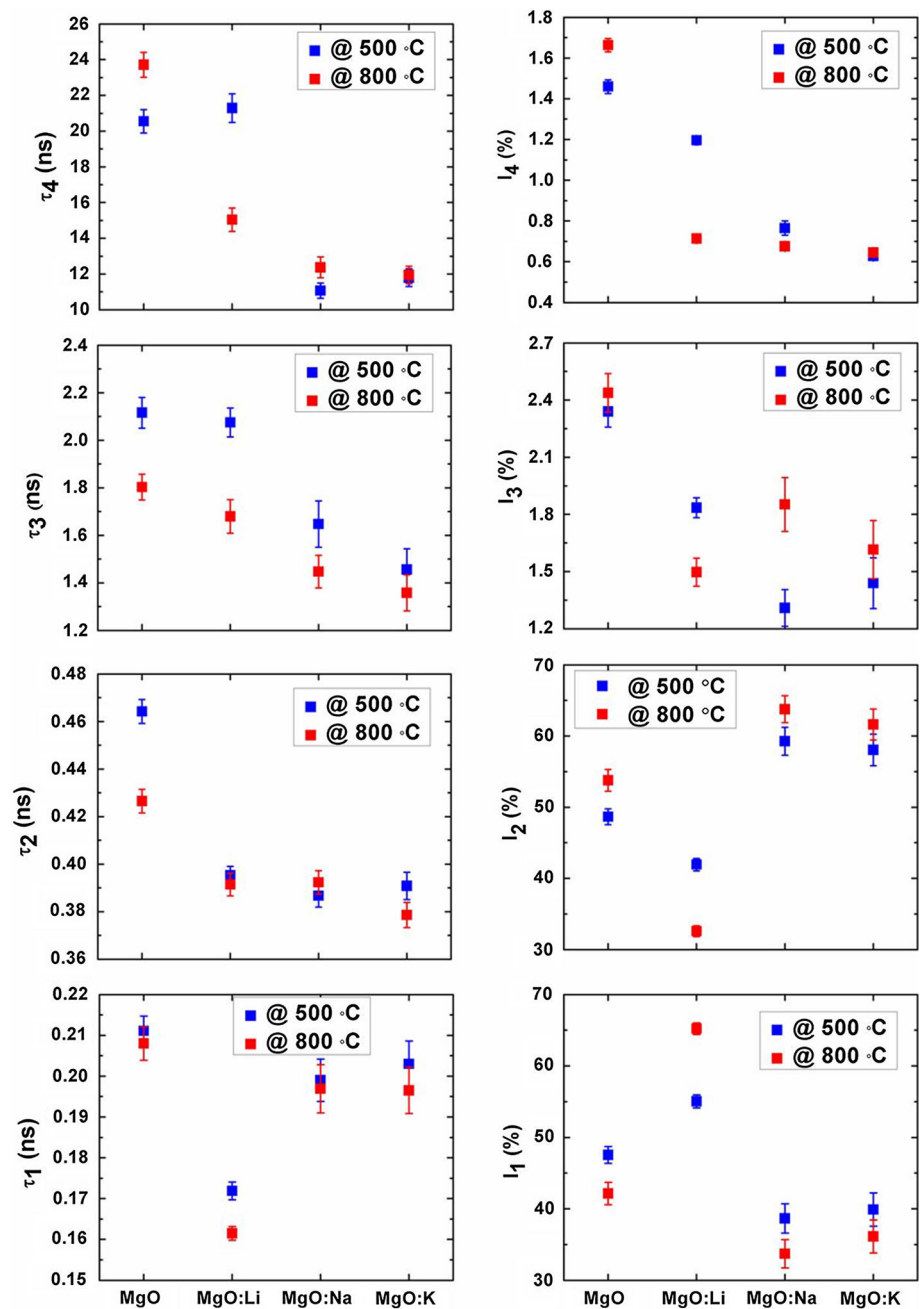 26
24
22
20
18
16
14
12
10
τ4 (ns)
@ 500 °C
@ 800 °C
1.8
1.6
1.4
1.2
1.0
0.8
0.6
0.4
I4 (%)
@ 500 °C
@ 800 °C
2.4
2.2
2.0
1.8
1.6
1.4
1.2
τ3 (ns)
@ 500 °C
@ 800 °C
2.7
2.4
2.1
1.8
1.5
1.2
I3 (%)
@ 500 °C
@ 800 °C
0.48
0.46
0.44
0.42
0.40
0.38
0.36
τ2 (ns)
@ 500 °C
@ 800 °C
70
60
50
40
30
I2 (%)
@ 500 °C
@ 800 °C
0.22
0.21
0.20
0.19
0.18
0.17
0.16
0.15
τ1 (ns)
@ 500 °C
@ 800 °C
MgO MgO:Li MgO:Na MgO:K
70
60
50
40
30
I1 (%)
@ 500 °C
@ 800 °C
MgO MgO:Li MgO:Na MgO:K